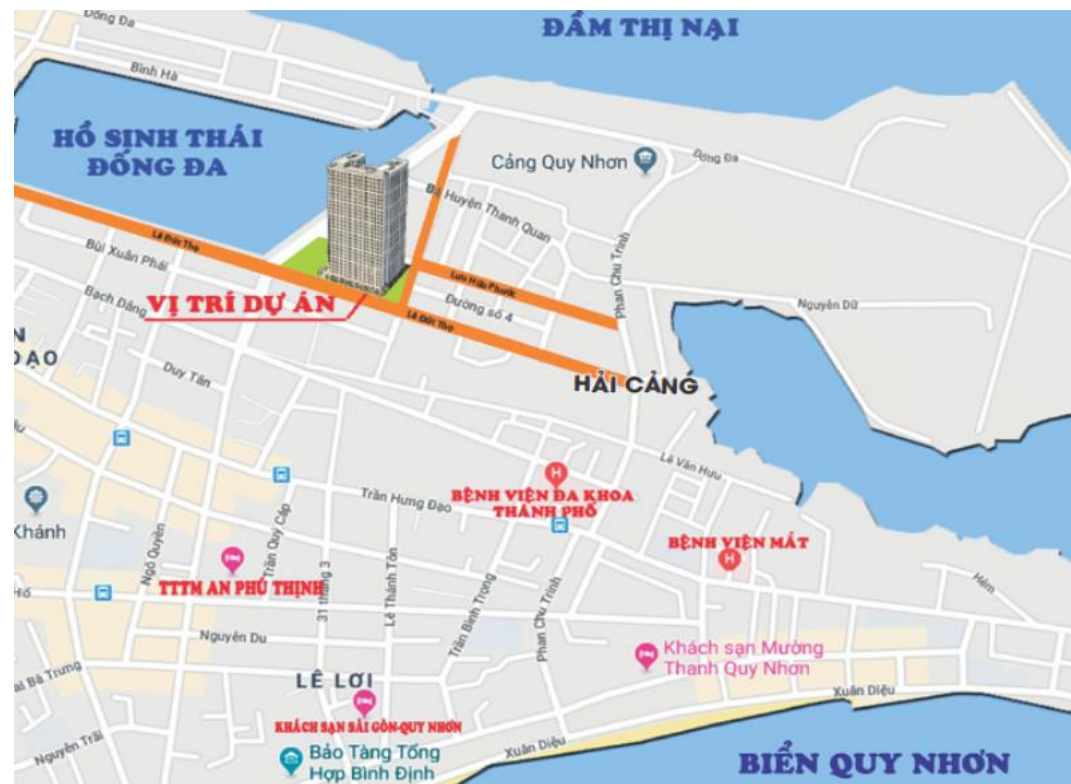 ĐẦM THỊ NẠI
Đống Đa
Bình Hà
HỒ SINH THÁI
ĐỐNG ĐA
Cảng Quy Nhơn
Đống Đa
Bà Huyện Thanh Quan
Lê Đức Thọ
Bùi Xuân Phái
Phan Chu Trinh
Lưu Hữu Phước
Bạch Đằng
VỊ TRÍ DỰ ÁN
Đường số 4
Nguyễn Dữ
Lê Đức Thọ
ĐẠO
Duy Tân
HẢI CẢNG
Lê Văn Hưu
Trần Hưng Đạo
BỆNH VIỆN ĐA KHOA
THÀNH PHỐ
Khánh
Trần Quý Cáp
Ngô Quyền
BỆNH VIỆN MẮT
TTTM AN PHÚ THỊNH
31 tháng 3
Lê Thánh Tôn
Trần Bình Trọng
Phan Chu Trinh
Hẻm
Hồ
Nguyễn Du
Khách sạn Mường
Thanh Quy Nhơn
ai Bà Trưng
LÊ LỢI
Xuân Diệu
KHÁCH SẠN SÀI GÒN-QUY NHƠN
Nguyễn Trãi
Bảo Tàng Tổng
Hợp Bình Định
Xuân Diệu
BIỂN QUY NHƠN